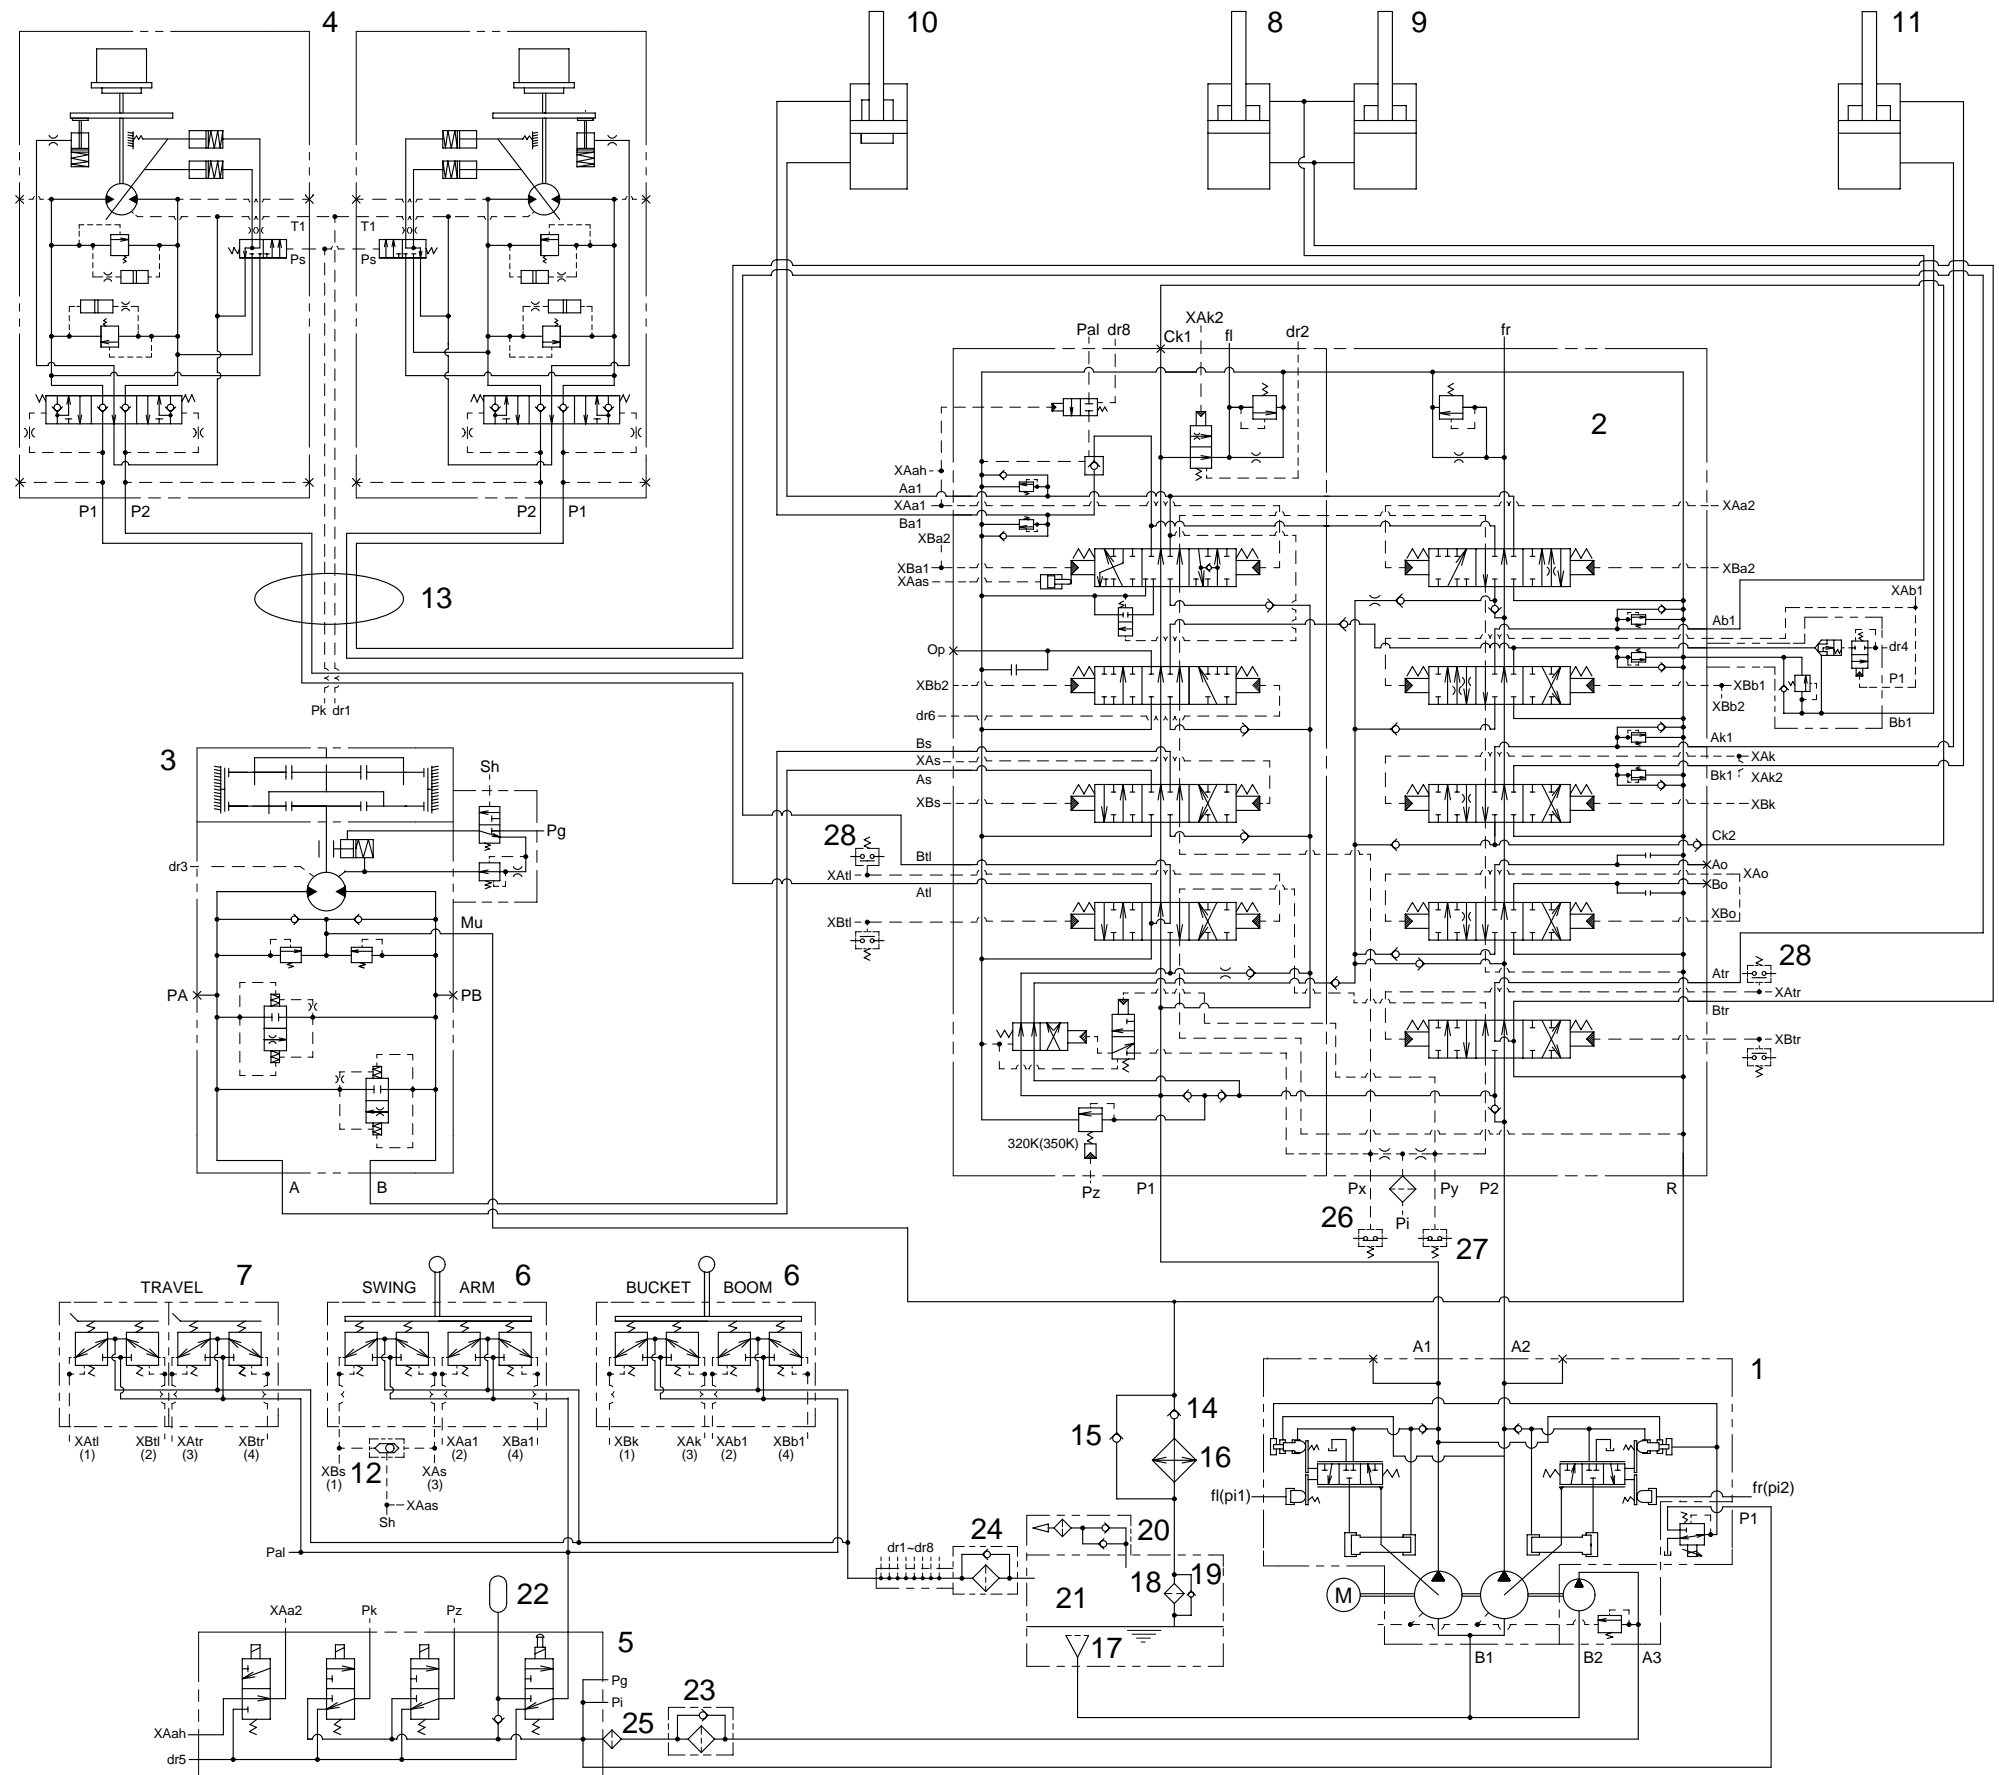 4
10
8
9
11
T1
Ps
T1
Ps
P1
P2
P2
P1
13
Pk
dr1
XAk2
Pal
dr8
Ck1
fl
dr2
fr
2
XAah
Aa1
XAa1
Ba1
XBa2
XBa1
XAas
XAa2
XBa2
XAb1
Ab1
Op
dr4
XBb2
XBb1
P1
XBb2
dr6
Bb1
Bs
XAs
As
XBs
Ak1
XAk
Bk1
XAk2
XBk
28
Btl
XAtl
Atl
XBtl
Ck2
Ao
XAo
Bo
XBo
Atr
28
XAtr
Btr
XBtr
320K(350K)
Pz
P1
Px
Py
P2
R
Pi
26
27
3
Sh
Pg
dr3
Mu
PA
PB
A
B
7
TRAVEL
6
SWING
ARM
6
BUCKET
BOOM
XAtl
(1)
XBtl
(2)
XAtr
(3)
XBtr
(4)
XBs
(1)
12
XAs
(3)
XAa1
(2)
XBa1
(4)
XAas
Sh
XBk
(1)
XAk
(3)
XAb1
(2)
XBb1
(4)
Pal
A1
A2
1
14
15
16
fl(pi1)
fr(pi2)
P1
24
dr1~dr8
20
18
19
21
17
M
B1
B2
A3
22
XAa2
Pk
Pz
5
Pg
Pi
25
23
XAah
dr5